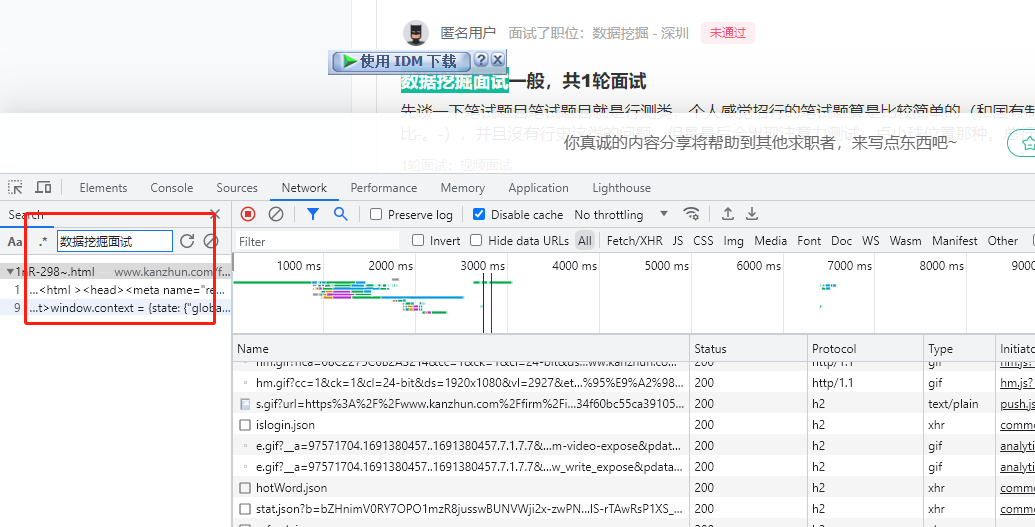 匿名用户 面试了职位：数据挖掘 - 深圳 未通过
使用 IDM 下载 ?
数据挖掘面试一般，共1轮面试
先谈一下笔试题目笔试题目就是行测类，个人感觉招行的笔试题算是比较简单的（和国有制
你真诚的内容分享将帮助到其他求职者，来写点东西吧~
1轮面试：视频面试
Elements Console Sources Network Performance Memory Application Lighthouse
Search Preserve log Disable cache No throttling
Aa .* 数据挖掘面试 Filter Invert Hide data URLs All Fetch/XHR JS CSS Img Media Font Doc WS Wasm Manifest Other
1nR-298~.html www.kanzhun.com/f...
1 ...<html ><head><meta name="re...
9 ...t>window.context = {state: {"globa...
1000 ms 2000 ms 3000 ms 4000 ms 5000 ms 6000 ms 7000 ms 8000 ms 9000
Name Status Protocol Type Initiato
200 http/1.1 gif hm.js?
hm.gif?cc=1&ck=1&cl=24-bit&ds=1920x1080&vl=2927&et...%95%E9%A2%98... 200 http/1.1 gif hm.js?
s.gif?url=https%3A%2F%2Fwww.kanzhun.com%2Ffirm%2Fi...34f60bc55ca39105... 200 h2 text/plain push.js
islogin.json 200 h2 xhr comm
e.gif?__a=97571704.1691380457..1691380457.7.1.7.7&...m-video-expose&pdata... 200 h2 gif analyti
e.gif?__a=97571704.1691380457..1691380457.7.1.7.7&...w_write_expose&pdata... 200 h2 gif analyti
hotWord.json 200 h2 xhr comm
stat.json?b=bZHnimV0RY7OPO1mzR8jusswBUNVWji2x-zwPN...IS-rTAwRsP1XS_... 200 h2 xhr comm